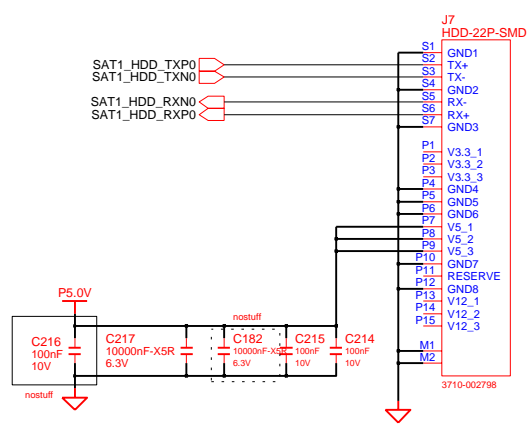 J7
HDD-22P-SMD
S1 GND1
SAT1_HDD_TXP0 S2 TX+
SAT1_HDD_TXN0 S3 TX-
S4 GND2
SAT1_HDD_RXN0 S5 RX-
SAT1_HDD_RXP0 S6 RX+
S7 GND3
P1 V3.3_1
P2 V3.3_2
P3 V3.3_3
P4 GND4
P5 GND5
P6 GND6
P7 V5_1
P8 V5_2
P9 V5_3
P10 GND7
P11 RESERVE
P12 GND8
P13 V12_1
P14 V12_2
P15 V12_3
M1
M2
3710-002798
P5.0V
nostuff
C216 C217 C182 C215 C214
100nF 10000nF-X5R 10000nF-X5R 100nF 100nF
10V 6.3V 6.3V 10V 10V
nostuff